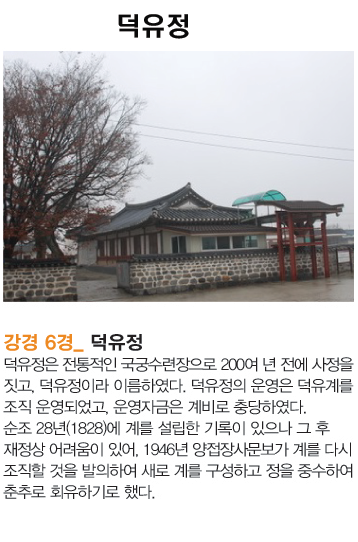 덕유정
강경 6경_ 덕유정
덕유정은 전통적인 국궁수련장으로 200여 년 전에 사정을
짓고, 덕유정이라 이름하였다. 덕유정의 운영은 덕유계를
조직 운영되었고, 운영자금은 계비로 충당하였다.
순조 28년(1828)에 계를 설립한 기록이 있으나 그 후
재정상 어려움이 있어, 1946년 양접장사문보가 계를 다시
조직할 것을 발의하여 새로 계를 구성하고 정을 중수하여
춘추로 회유하기로 했다.